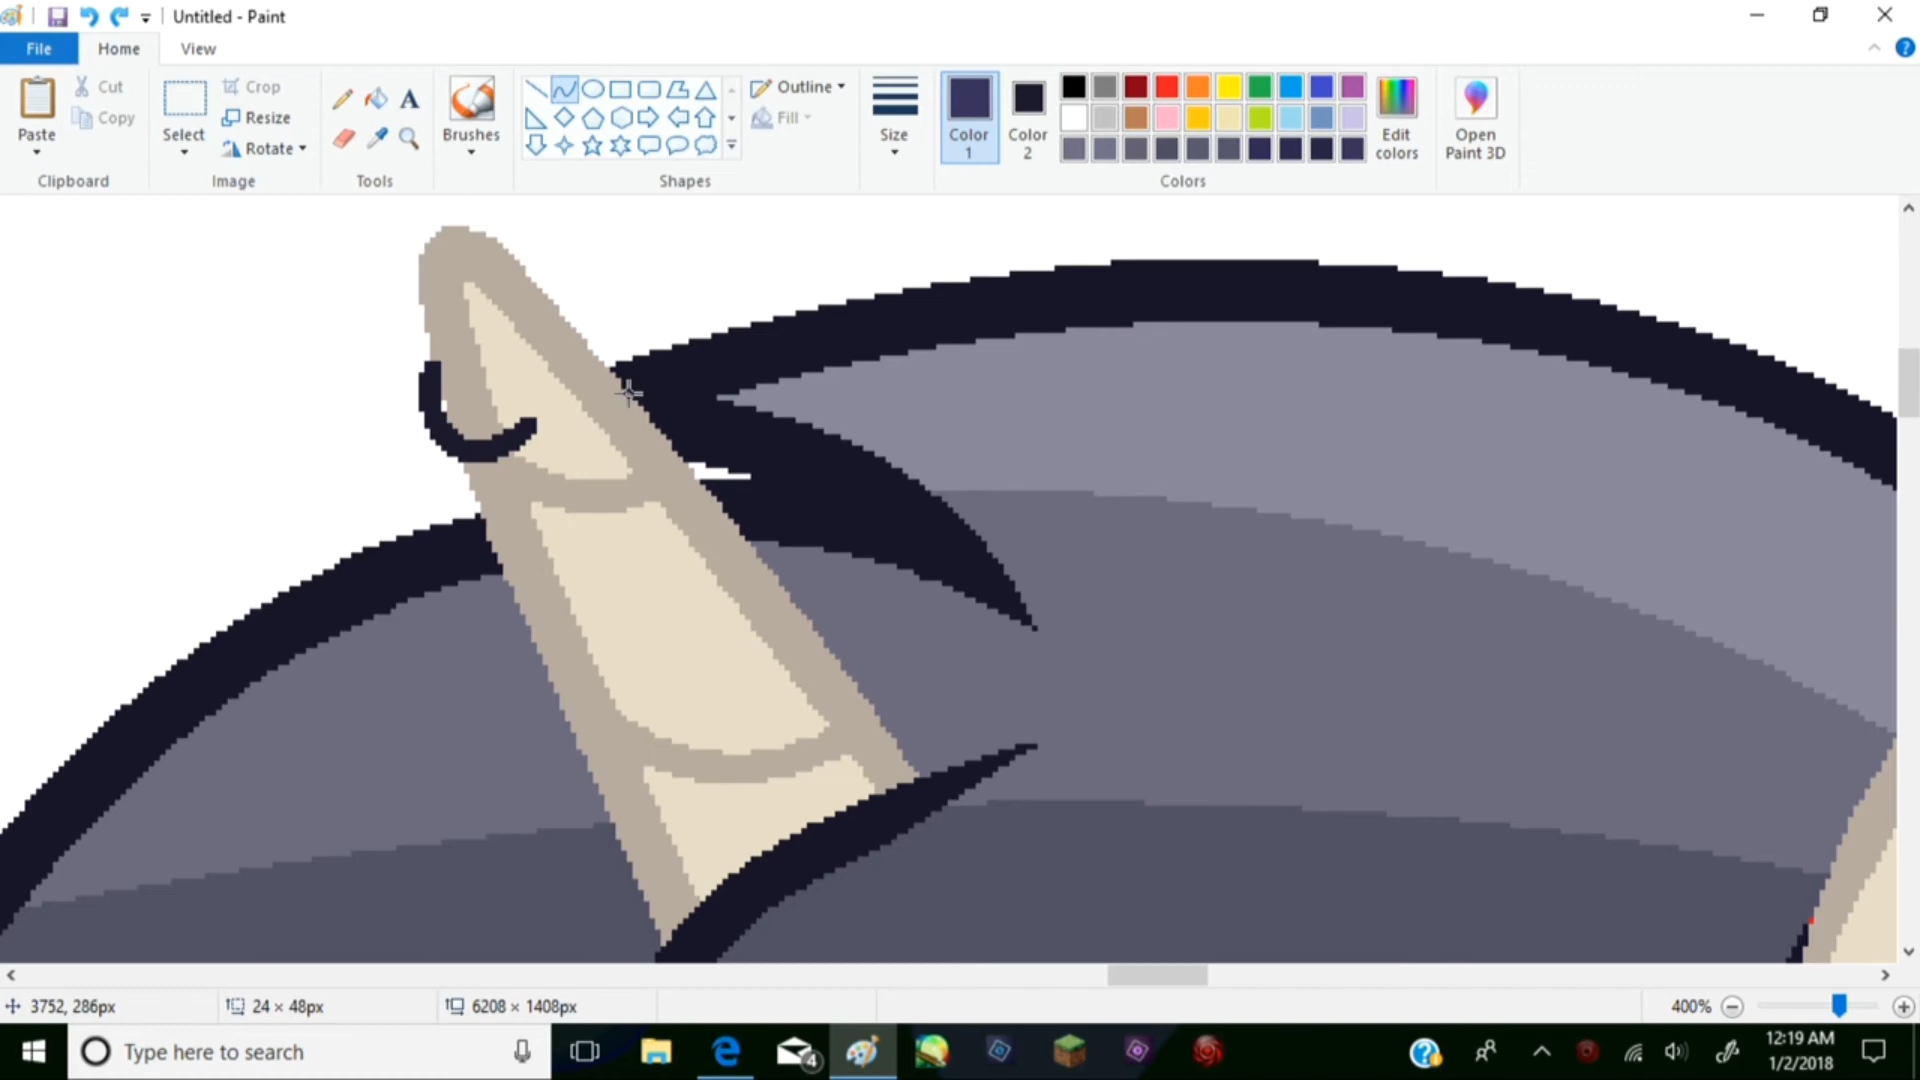 Untitled - Paint
File Home View
Paste
Cut
Copy
Clipboard
Select
Crop
Resize
Rotate
Image
A
Tools
Brushes
Shapes
Outline
Fill
Size
Color 1
Color 2
Colors
Edit colors
Open Paint 3D
3752, 286px
24 × 48px
6208 × 1408px
400%
Type here to search
4
12:19 AM
1/2/2018